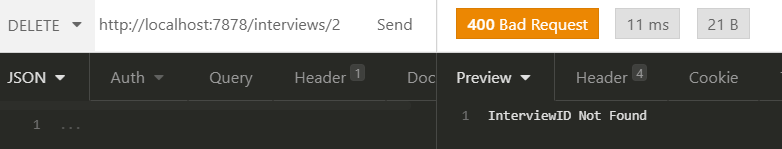 DELETE http://localhost:7878/interviews/2 Send 400 Bad Request 11 ms 21 B
JSON Auth Query Header 1 Doc Preview Header 4 Cookie
1 ... 1 InterviewID Not Found